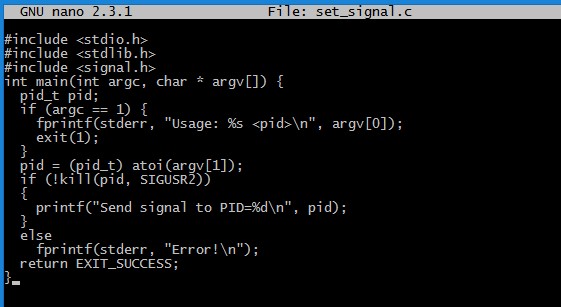 GNU nano 2.3.1 File: set_signal.c
#include <stdio.h>
#include <stdlib.h>
#include <signal.h>
int main(int argc, char * argv[]) {
  pid_t pid;
  if (argc == 1) {
    fprintf(stderr, "Usage: %s <pid>\n", argv[0]);
    exit(1);
  }
  pid = (pid_t) atoi(argv[1]);
  if (!kill(pid, SIGUSR2))
  {
    printf("Send signal to PID=%d\n", pid);
  }
  else
    fprintf(stderr, "Error!\n");
  return EXIT_SUCCESS;
}